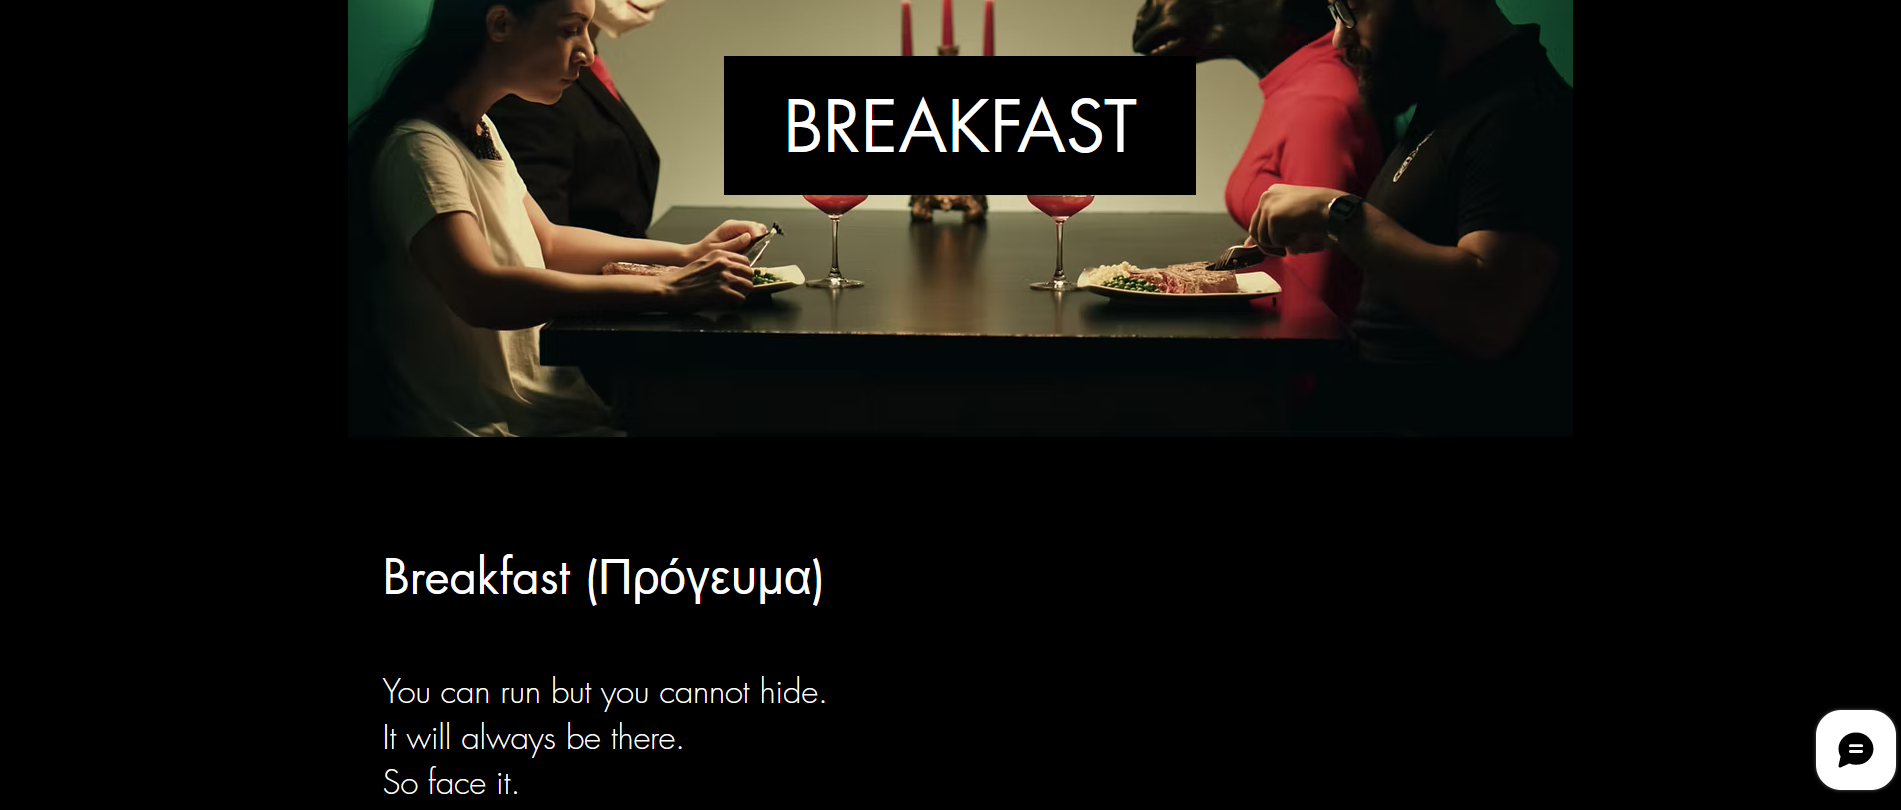 BREAKFAST
Breakfast (Πρόγευμα)
You can run but you cannot hide.
It will always be there.
So face it.